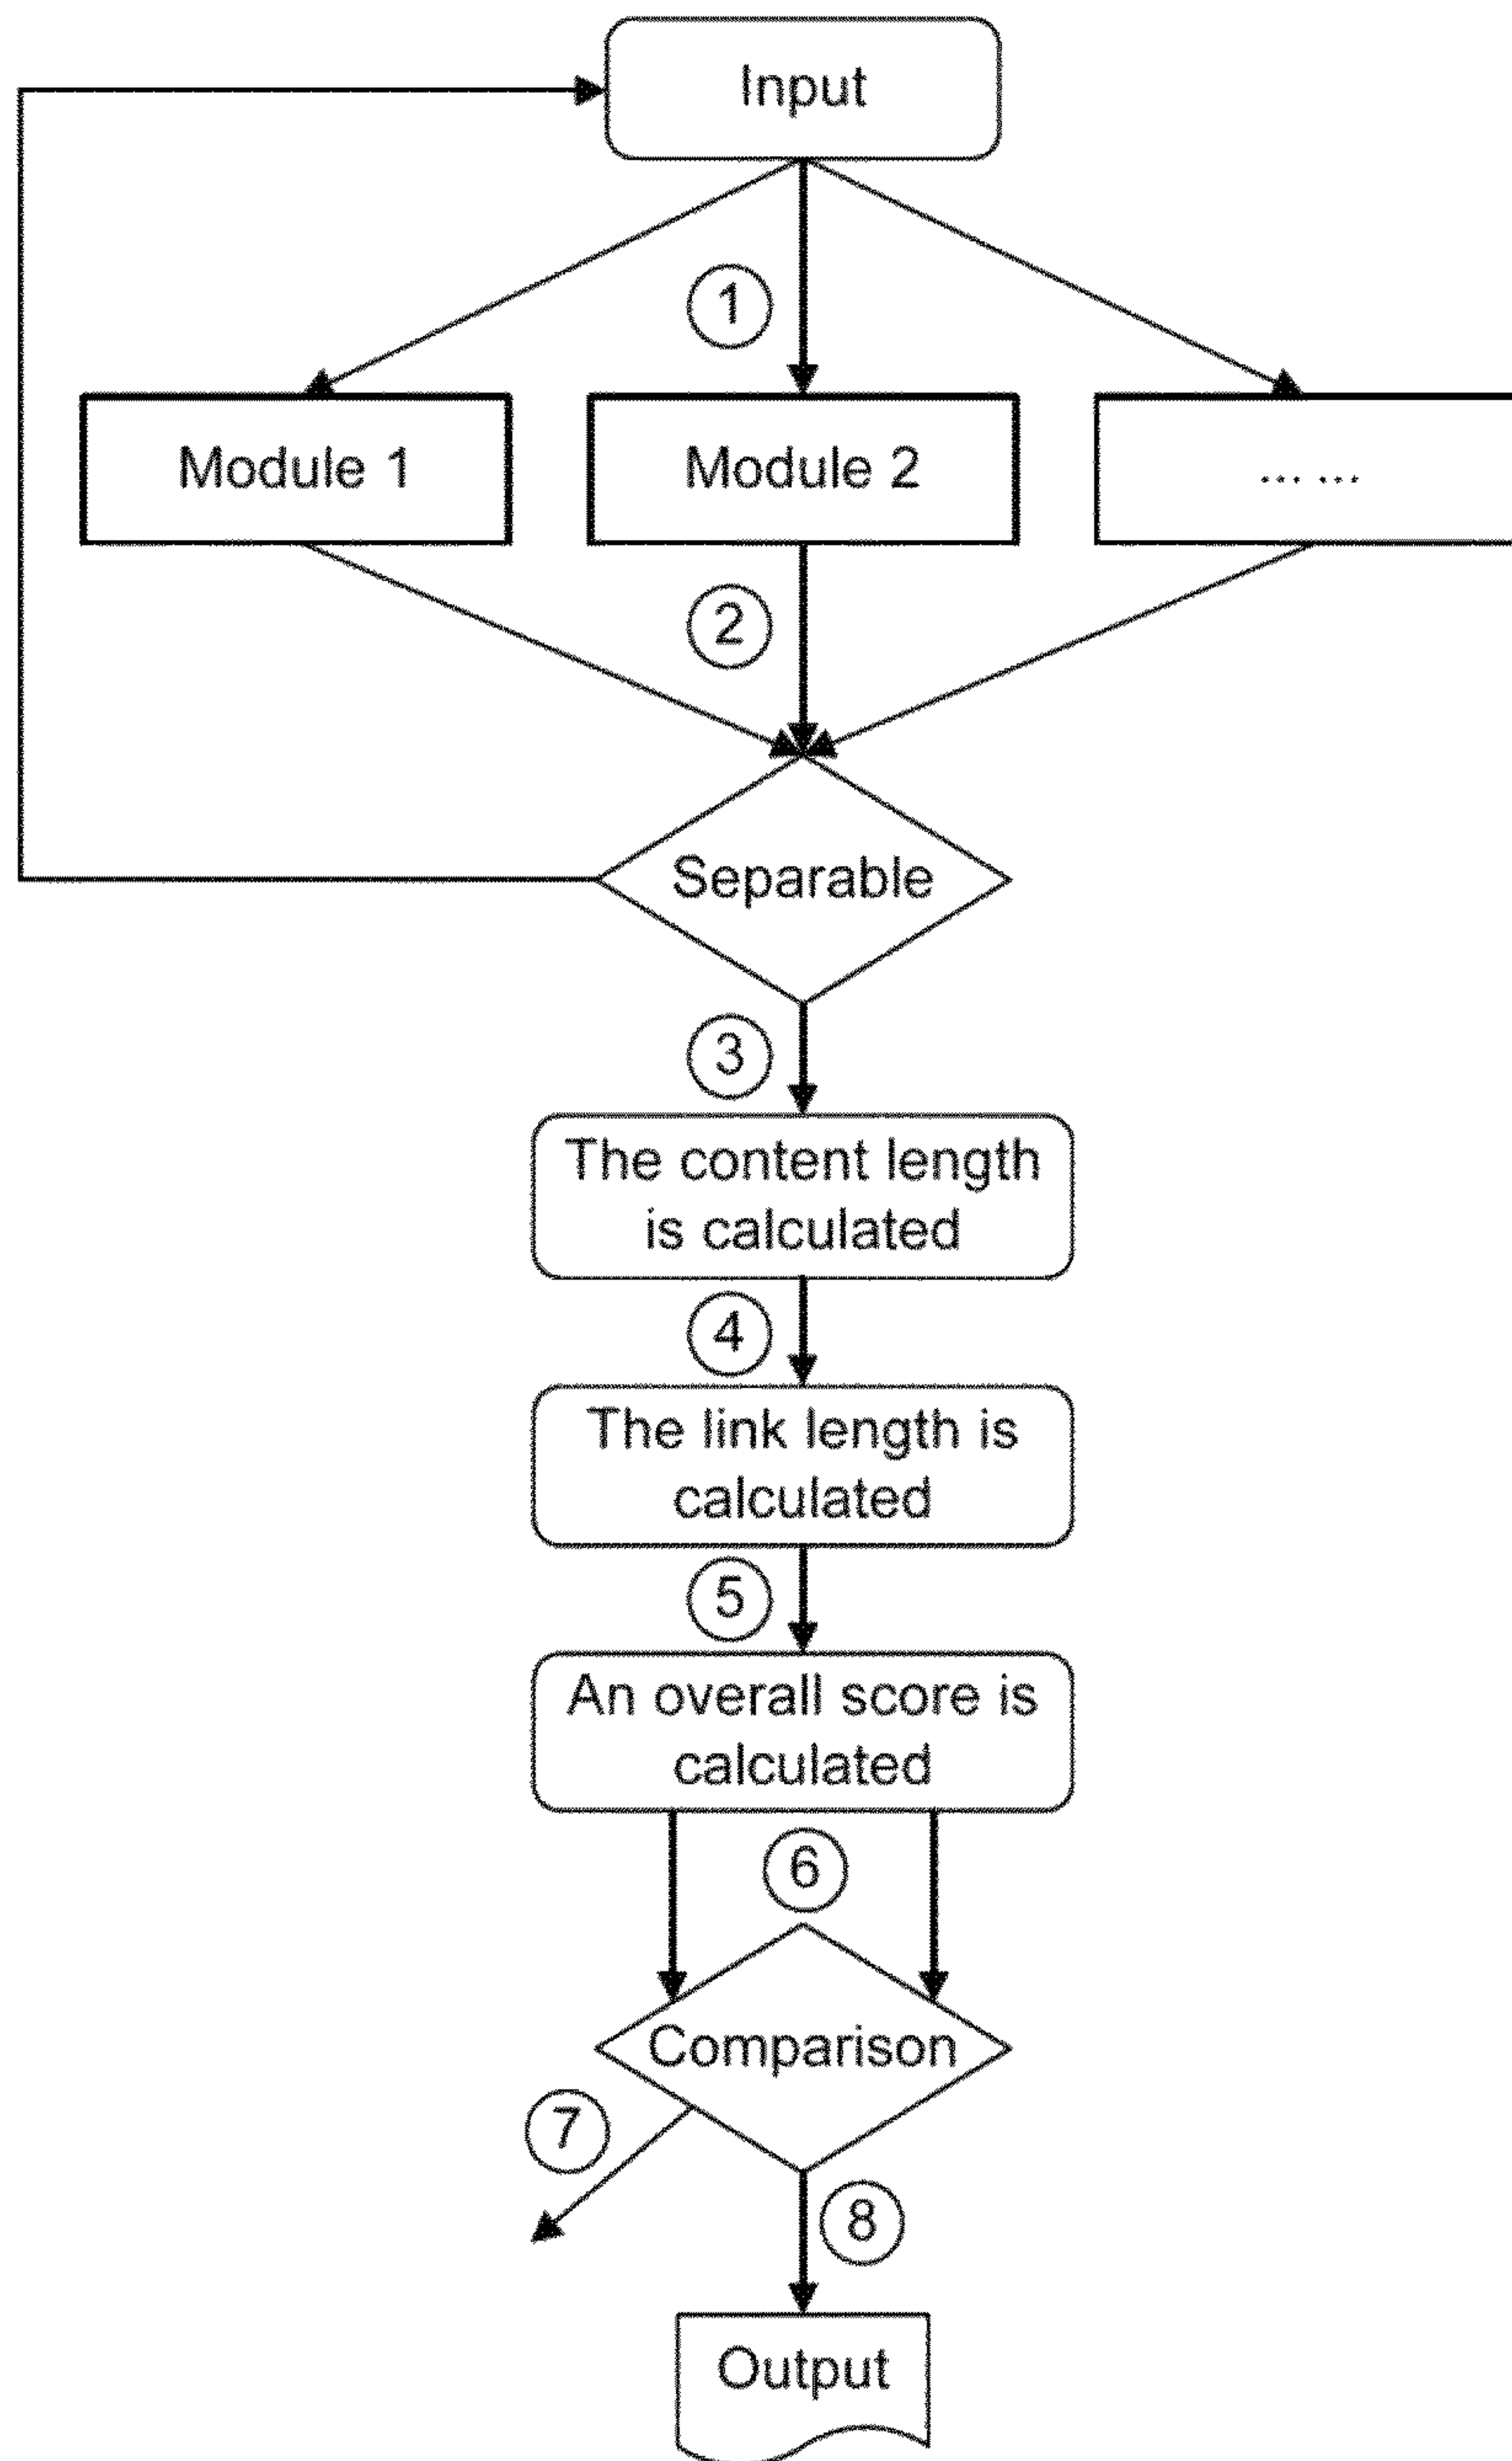 Input
①
Module 1
Module 2
... ...
②
Separable
③
The content length
is calculated
④
The link length is
calculated
⑤
An overall score is
calculated
⑥
Comparison
⑦
⑧
Output